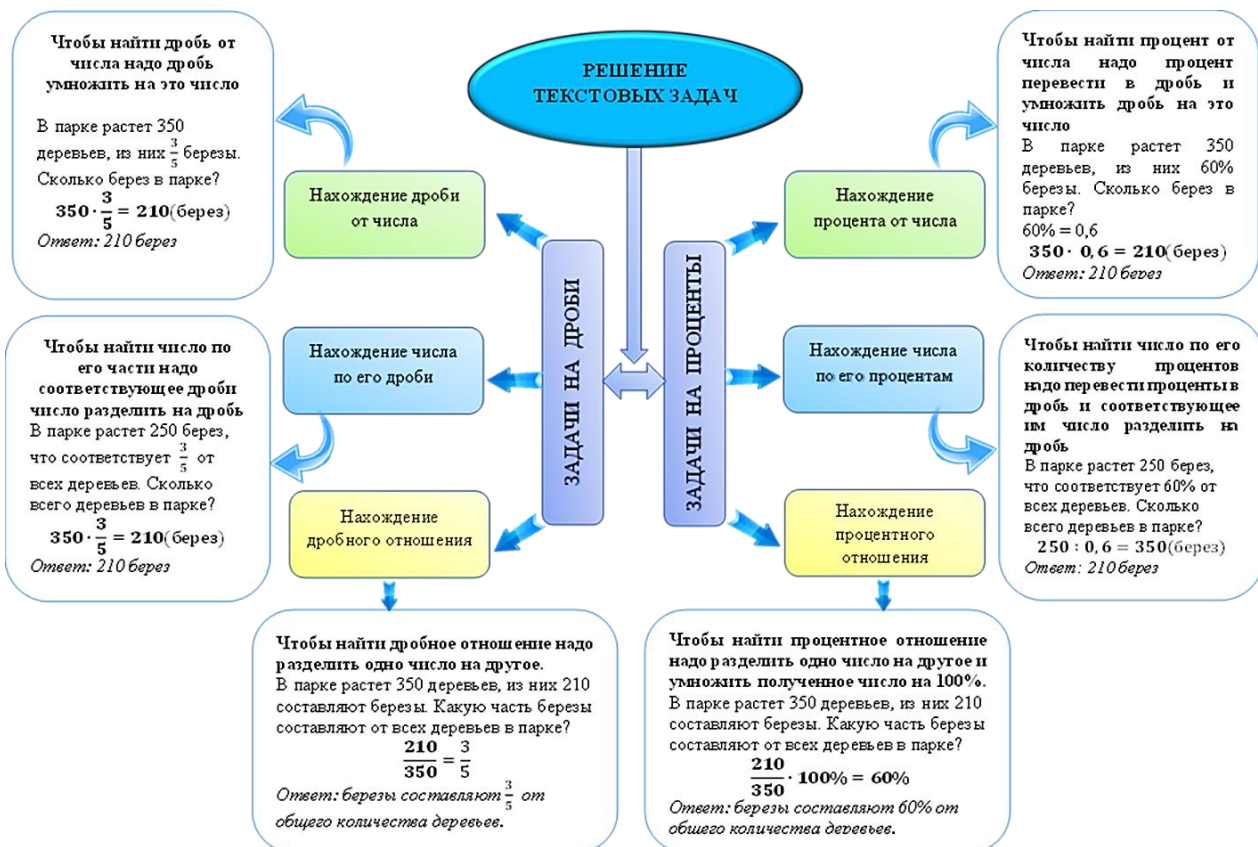 РЕШЕНИЕ
ТЕКСТОВЫХ ЗАДАЧ
ЗАДАЧИ НА ДРОБИ
Нахождение дроби
от числа
Чтобы найти дробь от
числа надо дробь
умножить на это число
В парке растет 350
деревьев, из них 3/5 березы.
Сколько берез в парке?
350 · 3/5 = 210(берез)
Ответ: 210 берез
Нахождение числа
по его дроби
Чтобы найти число по
его части надо
соответствующее дроби
число разделить на дробь
В парке растет 250 берез,
что соответствует 3/5 от
всех деревьев. Сколько
всего деревьев в парке?
350 · 3/5 = 210(берез)
Ответ: 210 берез
Нахождение
дробного отношения
Чтобы найти дробное отношение надо
разделить одно число на другое.
В парке растет 350 деревьев, из них 210
составляют березы. Какую часть березы
составляют от всех деревьев в парке?
210/350 = 3/5
Ответ: березы составляют 3/5 от
общего количества деревьев.
ЗАДАЧИ НА ПРОЦЕНТЫ
Нахождение
процента от числа
Чтобы найти процент от
числа надо процент
перевести в дробь и
умножить дробь на это
число
В парке растет 350
деревьев, из них 60%
березы. Сколько берез в
парке?
60% = 0,6
350 · 0,6 = 210(берез)
Ответ: 210 берез
Нахождение числа
по его процентам
Чтобы найти число по его
количеству процентов
надо перевести проценты в
дробь и соответствующее
им число разделить на
дробь
В парке растет 250 берез,
что соответствует 60% от
всех деревьев. Сколько
всего деревьев в парке?
250 : 0,6 = 350(берез)
Ответ: 210 берез
Нахождение
процентного
отношения
Чтобы найти процентное отношение
надо разделить одно число на другое и
умножить полученное число на 100%.
В парке растет 350 деревьев, из них 210
составляют березы. Какую часть березы
составляют от всех деревьев в парке?
210/350 · 100% = 60%
Ответ: березы составляют 60% от
общего количества деревьев.